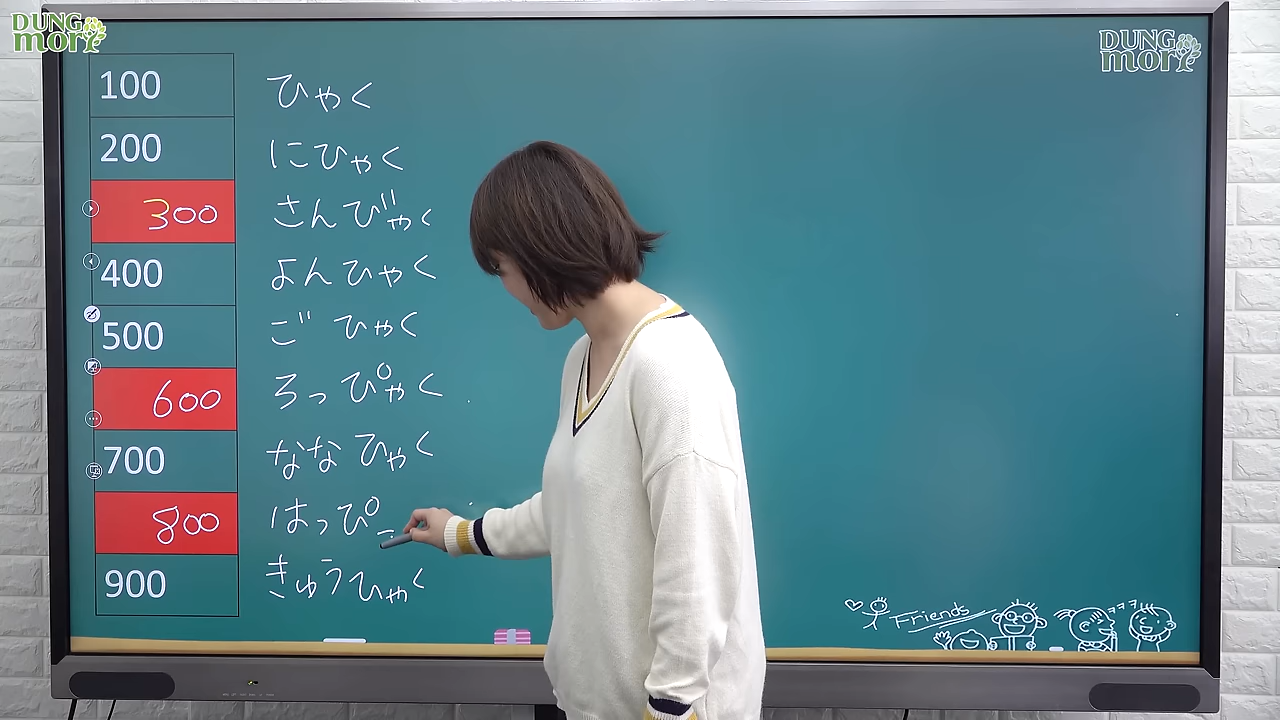 DUNG mori
DUNG mori
100 ひゃく
200 にひゃく
300 さんびゃく
400 よんひゃく
500 ごひゃく
600 ろっぴゃく
700 ななひゃく
800 はっぴ
900 きゅうひゃく
Friends